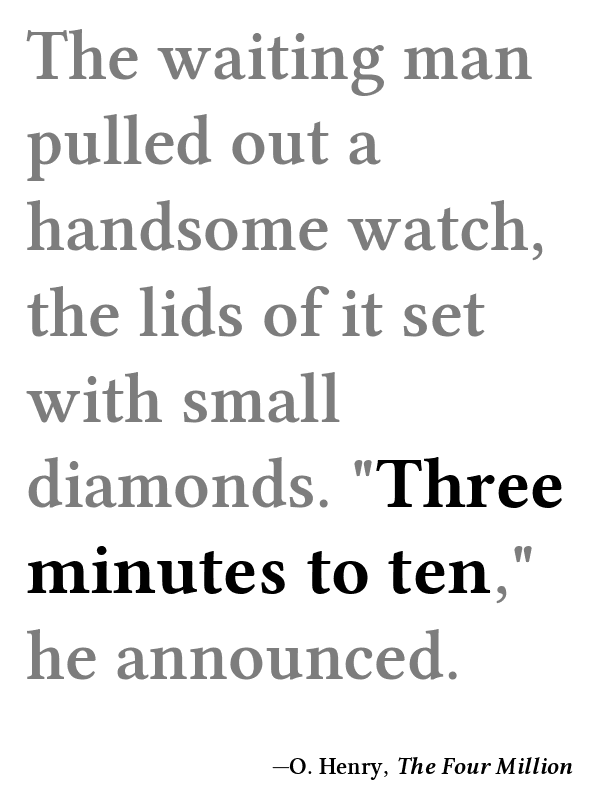 The waiting man
pulled out a
handsome watch,
the lids of it set
with small
diamonds. "Three
minutes to ten,"
he announced.
—O. Henry, The Four Million